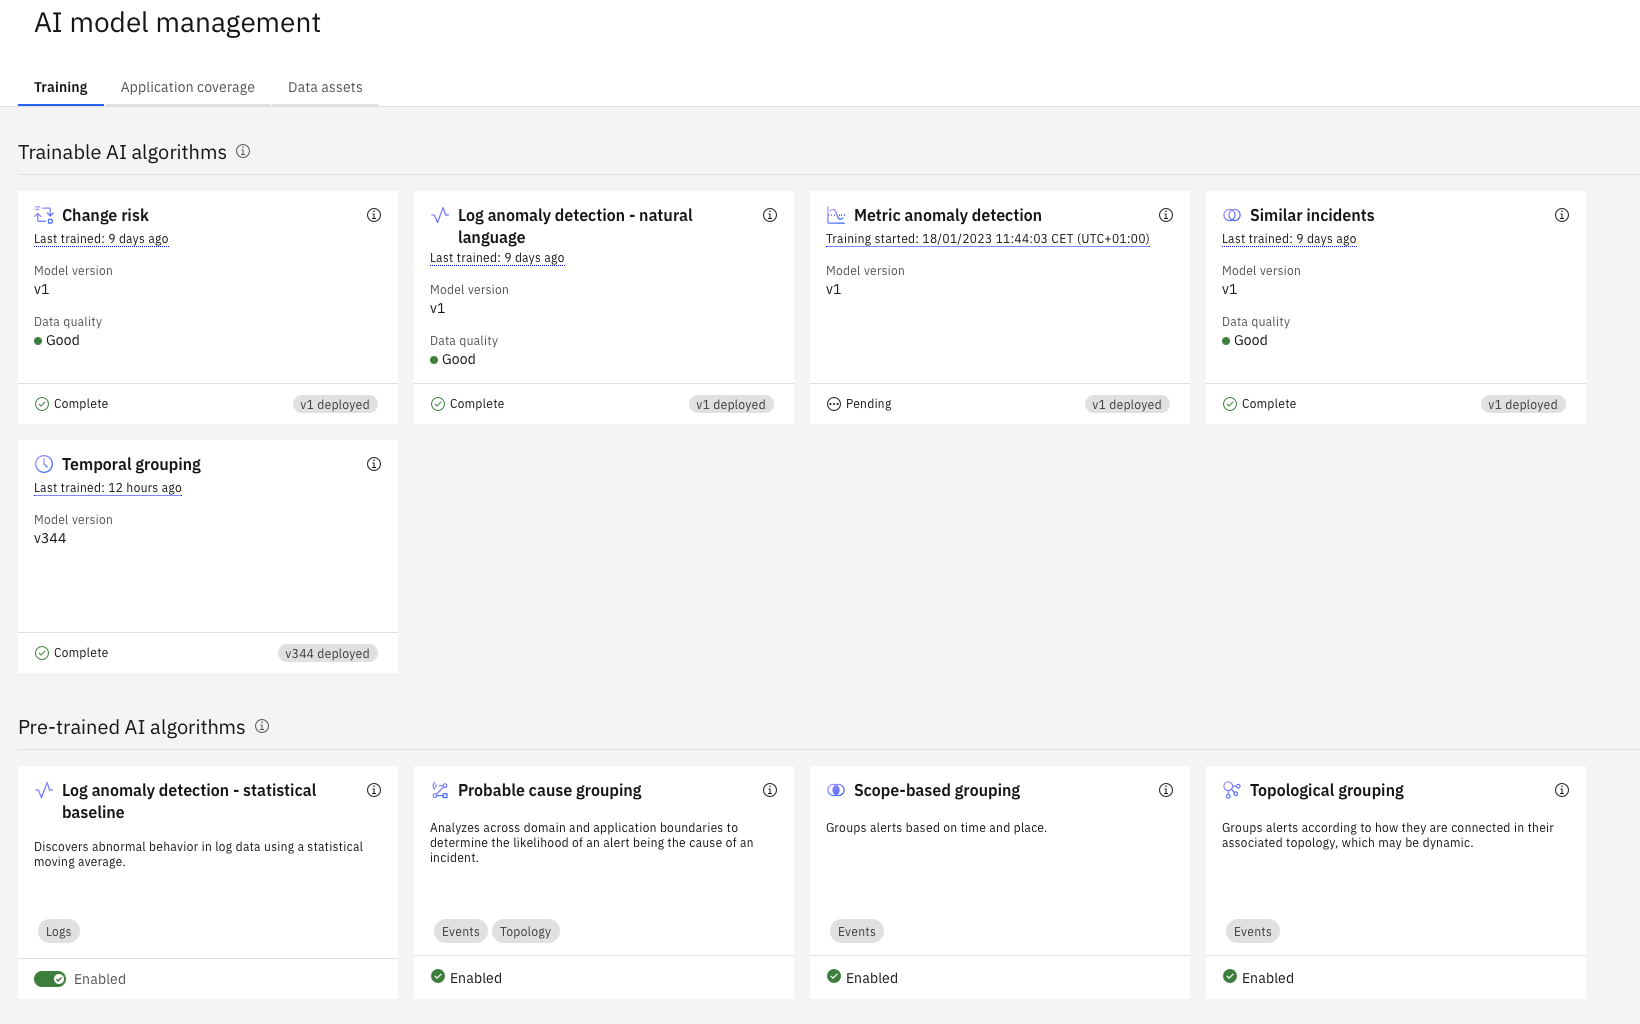 AI model management
Training
Application coverage
Data assets
Trainable AI algorithms
Change risk
Last trained: 9 days ago
Model version
v1
Data quality
Good
Complete
v1 deployed
Log anomaly detection - natural
language
Last trained: 9 days ago
Model version
v1
Data quality
Good
Complete
v1 deployed
Metric anomaly detection
Training started: 18/01/2023 11:44:03 CET (UTC+01:00)
Model version
v1
Pending
v1 deployed
Similar incidents
Last trained: 9 days ago
Model version
v1
Data quality
Good
Complete
v1 deployed
Temporal grouping
Last trained: 12 hours ago
Model version
v344
Complete
v344 deployed
Pre-trained AI algorithms
Log anomaly detection - statistical
baseline
Discovers abnormal behavior in log data using a statistical
moving average.
Logs
Enabled
Probable cause grouping
Analyzes across domain and application boundaries to
determine the likelihood of an alert being the cause of an
incident.
Events
Topology
Enabled
Scope-based grouping
Groups alerts based on time and place.
Events
Enabled
Topological grouping
Groups alerts according to how they are connected in their
associated topology, which may be dynamic.
Events
Enabled